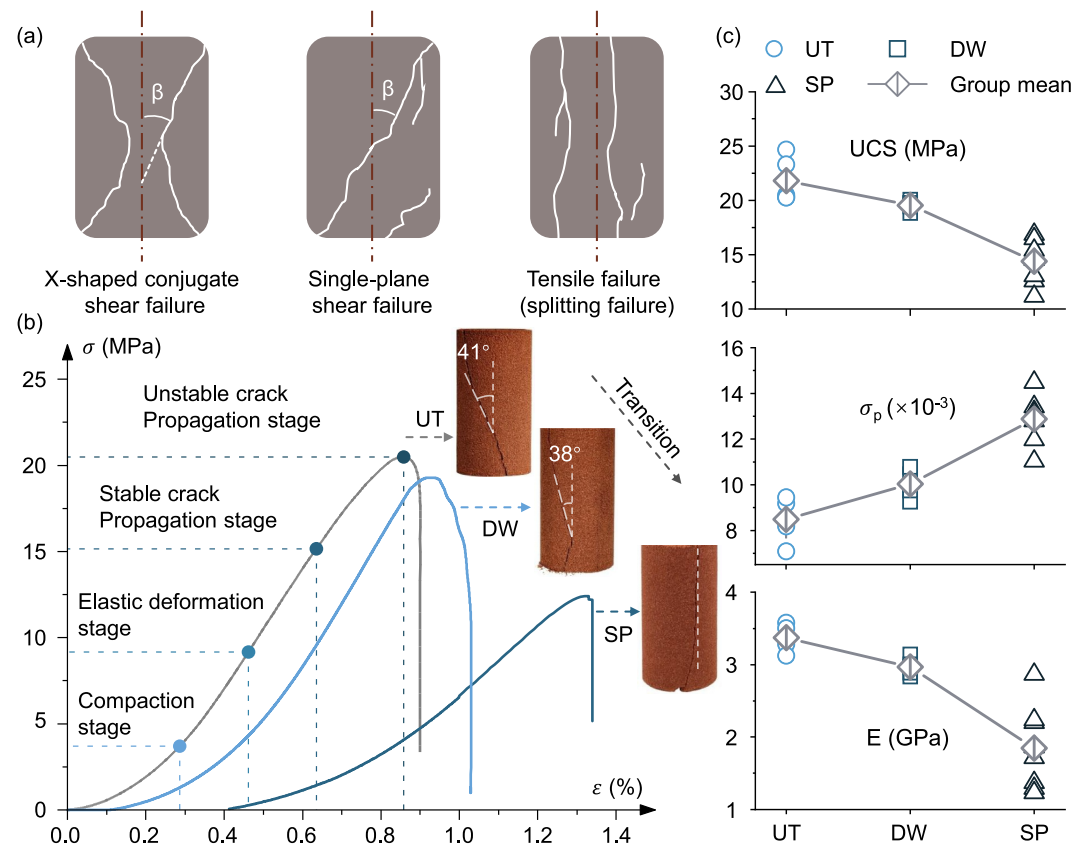 (a)
β
β
X-shaped conjugate
shear failure
Single-plane
shear failure
Tensile failure
(splitting failure)
(b)
σ (MPa)
25
20
15
10
5
0
Unstable crack
Propagation stage
Stable crack
Propagation stage
Elastic deformation
stage
Compaction
stage
UT
41°
DW
38°
SP
Transition
ε (%)
0.0 0.2 0.4 0.6 0.8 1.0 1.2 1.4
(c)
UT DW
SP Group mean
30
25
20
15
10
UCS (MPa)
16
14
12
10
8
σp (×10-3)
4
3
2
1
E (GPa)
UT DW SP